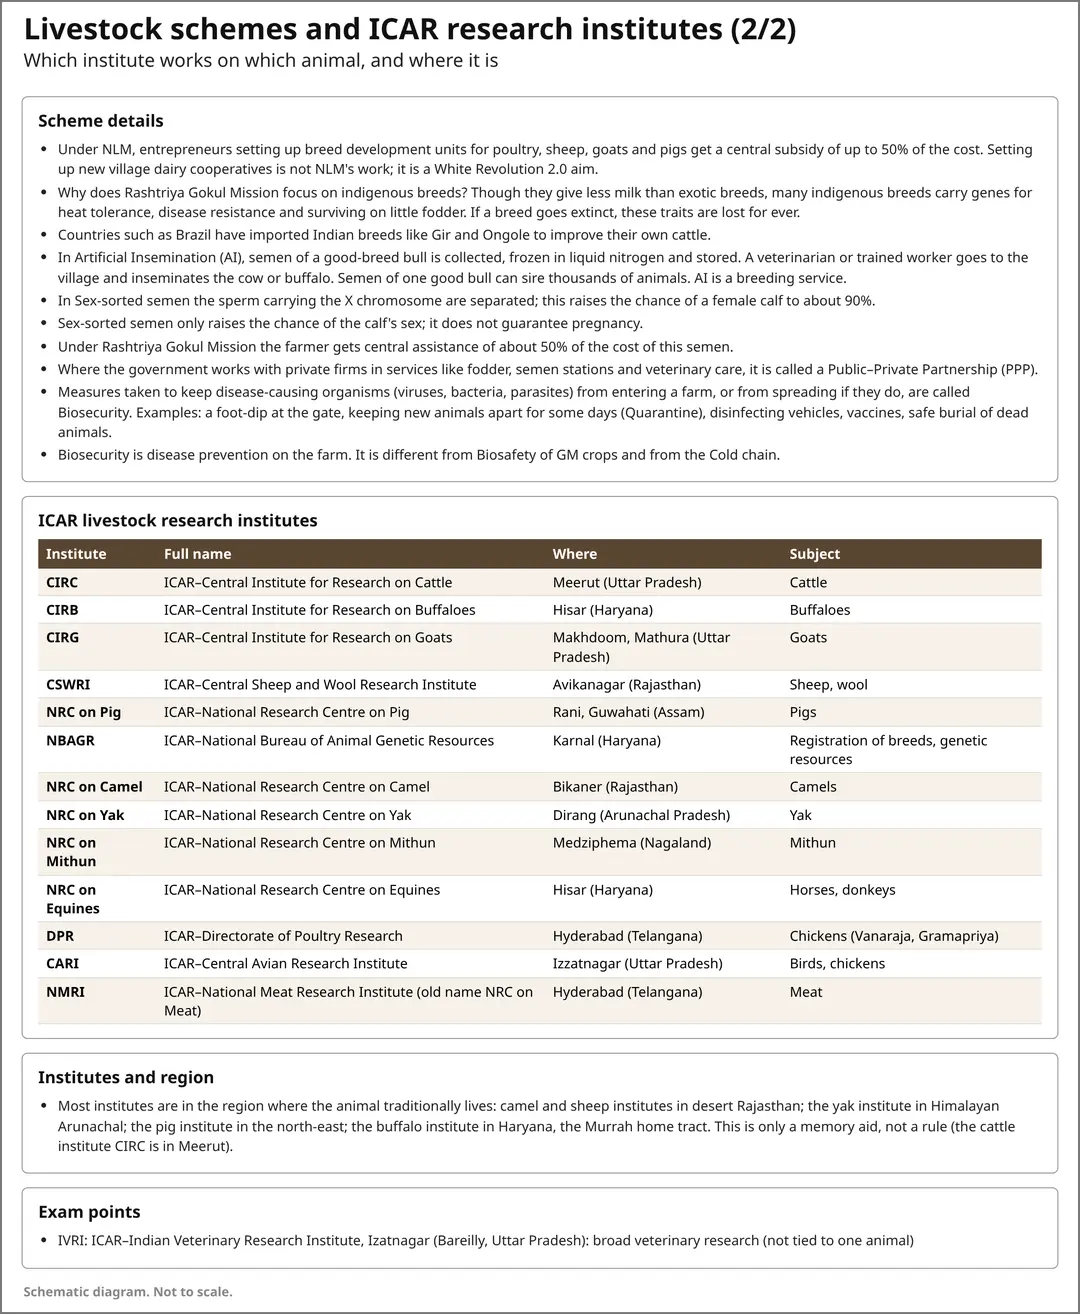 Livestock schemes and ICAR research institutes (2/2)
Which institute works on which animal, and where it is
Scheme details
• Under NLM, entrepreneurs setting up breed development units for poultry, sheep, goats and pigs get a central subsidy of up to 50% of the cost. Setting
up new village dairy cooperatives is not NLM's work; it is a White Revolution 2.0 aim.
• Why does Rashtriya Gokul Mission focus on indigenous breeds? Though they give less milk than exotic breeds, many indigenous breeds carry genes for
heat tolerance, disease resistance and surviving on little fodder. If a breed goes extinct, these traits are lost for ever.
• Countries such as Brazil have imported Indian breeds like Gir and Ongole to improve their own cattle.
• In Artificial Insemination (AI), semen of a good-breed bull is collected, frozen in liquid nitrogen and stored. A veterinarian or trained worker goes to the
village and inseminates the cow or buffalo. Semen of one good bull can sire thousands of animals. AI is a breeding service.
• In Sex-sorted semen the sperm carrying the X chromosome are separated; this raises the chance of a female calf to about 90%.
• Sex-sorted semen only raises the chance of the calf's sex; it does not guarantee pregnancy.
• Under Rashtriya Gokul Mission the farmer gets central assistance of about 50% of the cost of this semen.
• Where the government works with private firms in services like fodder, semen stations and veterinary care, it is called a Public–Private Partnership (PPP).
• Measures taken to keep disease-causing organisms (viruses, bacteria, parasites) from entering a farm, or from spreading if they do, are called
Biosecurity. Examples: a foot-dip at the gate, keeping new animals apart for some days (Quarantine), disinfecting vehicles, vaccines, safe burial of dead
animals.
• Biosecurity is disease prevention on the farm. It is different from Biosafety of GM crops and from the Cold chain.
ICAR livestock research institutes
Institute Full name Where Subject
CIRC ICAR–Central Institute for Research on Cattle Meerut (Uttar Pradesh) Cattle
CIRB ICAR–Central Institute for Research on Buffaloes Hisar (Haryana) Buffaloes
CIRG ICAR–Central Institute for Research on Goats Makhdoom, Mathura (Uttar Goats
Pradesh)
CSWRI ICAR–Central Sheep and Wool Research Institute Avikanagar (Rajasthan) Sheep, wool
NRC on Pig ICAR–National Research Centre on Pig Rani, Guwahati (Assam) Pigs
NBAGR ICAR–National Bureau of Animal Genetic Resources Karnal (Haryana) Registration of breeds, genetic
resources
NRC on Camel ICAR–National Research Centre on Camel Bikaner (Rajasthan) Camels
NRC on Yak ICAR–National Research Centre on Yak Dirang (Arunachal Pradesh) Yak
NRC on ICAR–National Research Centre on Mithun Medziphema (Nagaland) Mithun
Mithun
NRC on ICAR–National Research Centre on Equines Hisar (Haryana) Horses, donkeys
Equines
DPR ICAR–Directorate of Poultry Research Hyderabad (Telangana) Chickens (Vanaraja, Gramapriya)
CARI ICAR–Central Avian Research Institute Izzatnagar (Uttar Pradesh) Birds, chickens
NMRI ICAR–National Meat Research Institute (old name NRC on Hyderabad (Telangana) Meat
Meat)
Institutes and region
• Most institutes are in the region where the animal traditionally lives: camel and sheep institutes in desert Rajasthan; the yak institute in Himalayan
Arunachal; the pig institute in the north-east; the buffalo institute in Haryana, the Murrah home tract. This is only a memory aid, not a rule (the cattle
institute CIRC is in Meerut).
Exam points
• IVRI: ICAR–Indian Veterinary Research Institute, Izatnagar (Bareilly, Uttar Pradesh): broad veterinary research (not tied to one animal)
Schematic diagram. Not to scale.